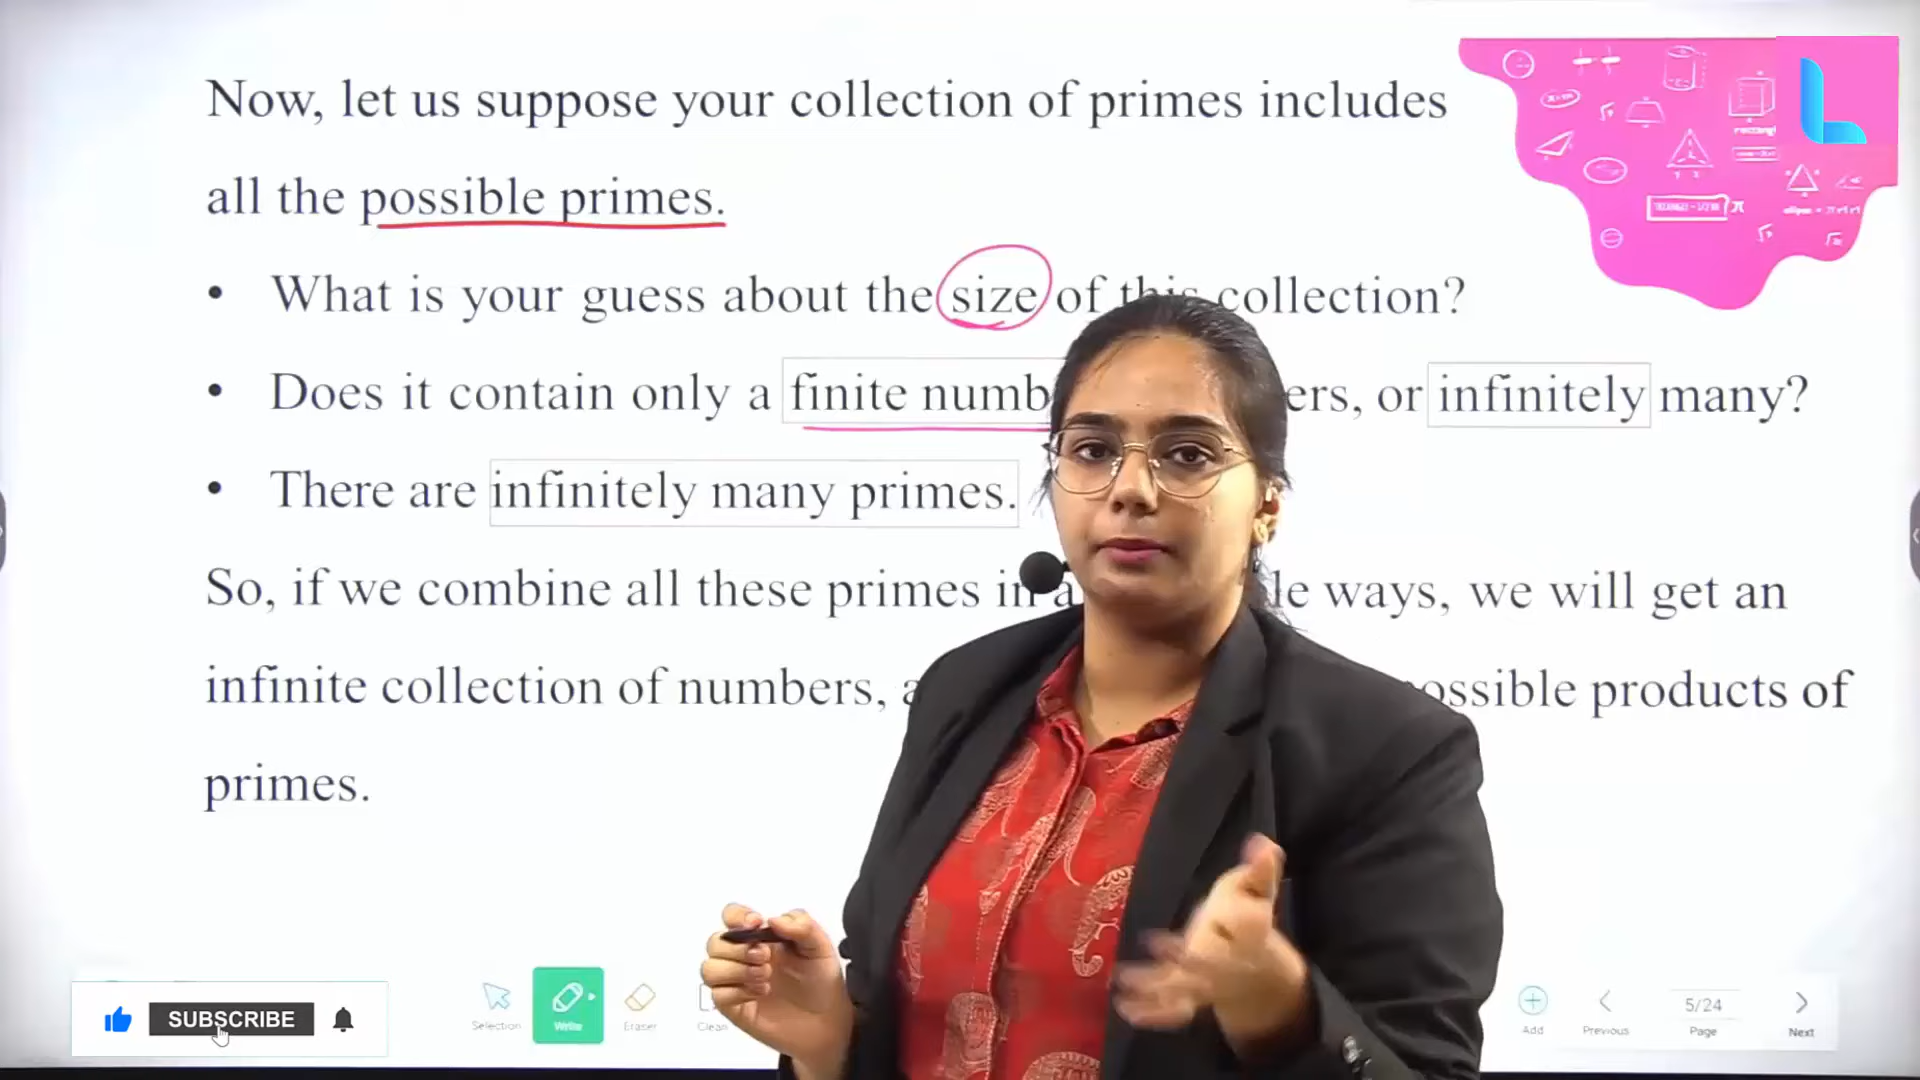 Now, let us suppose your collection of primes includes
all the possible primes.
• What is your guess about the size of this collection?
• Does it contain only a finite numb ers, or infinitely many?
• There are infinitely many primes.
So, if we combine all these primes in a le ways, we will get an
infinite collection of numbers, a ossible products of
primes.
SUBSCRIBE
Selection
Write
Eraser
Clean
Add
Previous
5/24
Page
Next